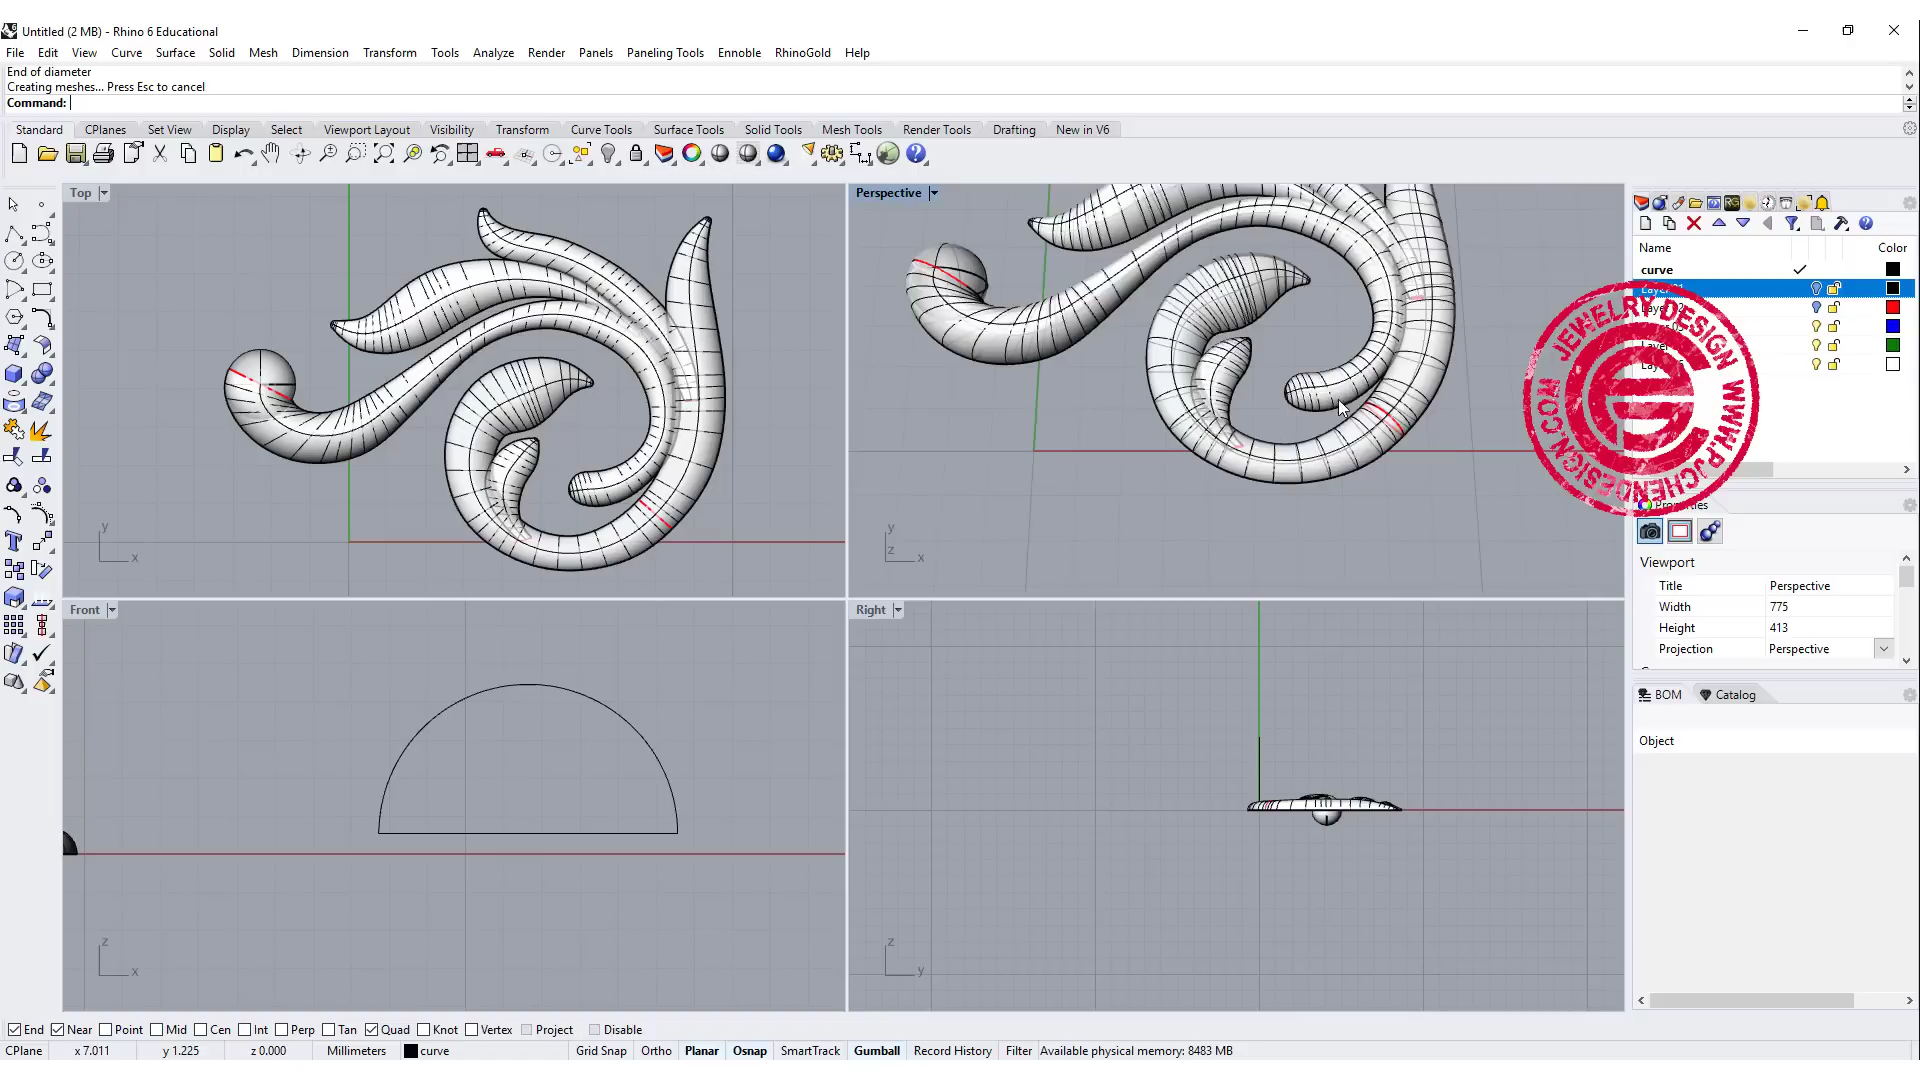 Untitled (2 MB) - Rhino 6 Educational
File Edit View Curve Surface Solid Mesh Dimension Transform Tools Analyze Render Panels Paneling Tools Ennoble RhinoGold Help
End of diameter
Creating meshes... Press Esc to cancel
Command:
Standard CPlanes Set View Display Select Viewport Layout Visibility Transform Curve Tools Surface Tools Solid Tools Mesh Tools Render Tools Drafting New in V6
Top
Perspective
Name Color
curve
JEWELRY DESIGN WWW.PJCHENDESIGN.COM
y
x
y
z
x
Properties
Viewport
Title Perspective
Width 775
Height 413
Projection Perspective
Front
Right
BOM Catalog
Object
z
x
z
y
End Near Point Mid Cen Int Perp Tan Quad Knot Vertex Project Disable
CPlane x 7.011 y 1.225 z 0.000 Millimeters curve Grid Snap Ortho Planar Osnap SmartTrack Gumball Record History Filter Available physical memory: 8483 MB